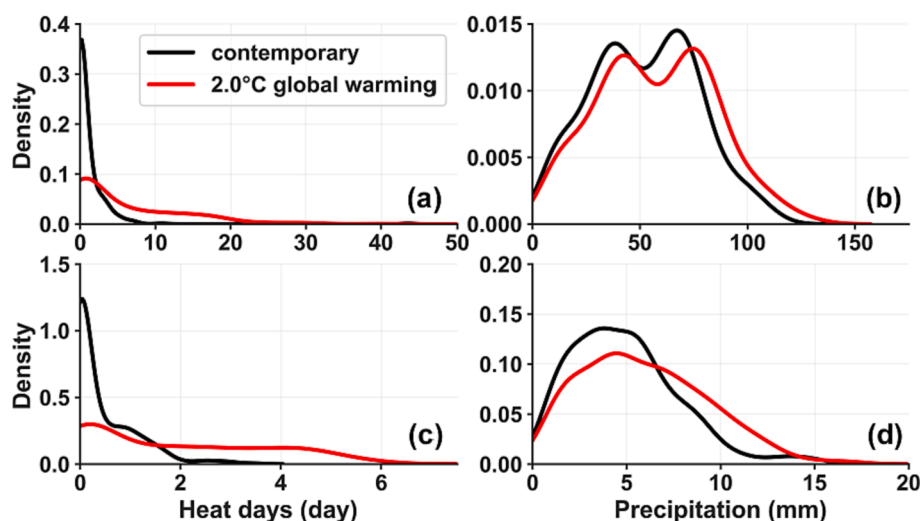 contemporary
2.0°C global warming
Density
0.4
0.3
0.2
0.1
0.0
0 10 20 30 40 50
(a)
0.015
0.010
0.005
0.000
0 50 100 150
(b)
Density
1.5
1.0
0.5
0.0
0 2 4 6
(c)
Heat days (day)
0.20
0.15
0.10
0.05
0.00
0 5 10 15 20
(d)
Precipitation (mm)